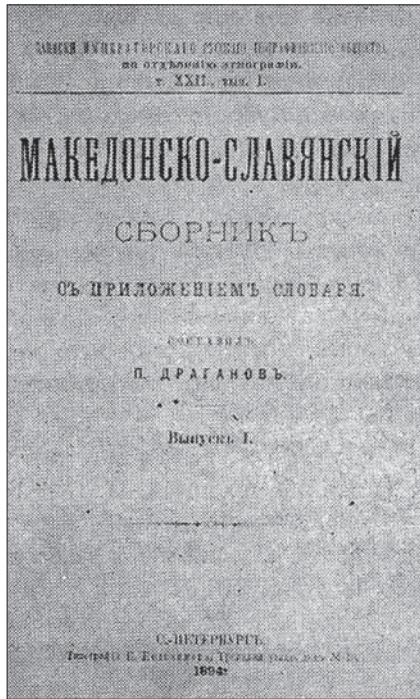 ЗАПИСКИ ИМПЕРАТОРСКАГО РУССКАГО ГЕОГРАФИЧЕСКАГО ОБЩЕСТВА
по отдѣленію этнографіи.
т. XXII, вып. I.
МАКЕДОНСКО-СЛАВЯНСКІЙ
СБОРНИКЪ
СЪ ПРИЛОЖЕНІЕМЪ СЛОВАРЯ.
СОСТАВИЛЪ
П. ДРАГАНОВЪ.
Выпускъ I.
С.-ПЕТЕРБУРГЪ.
Типографія Е.
1894